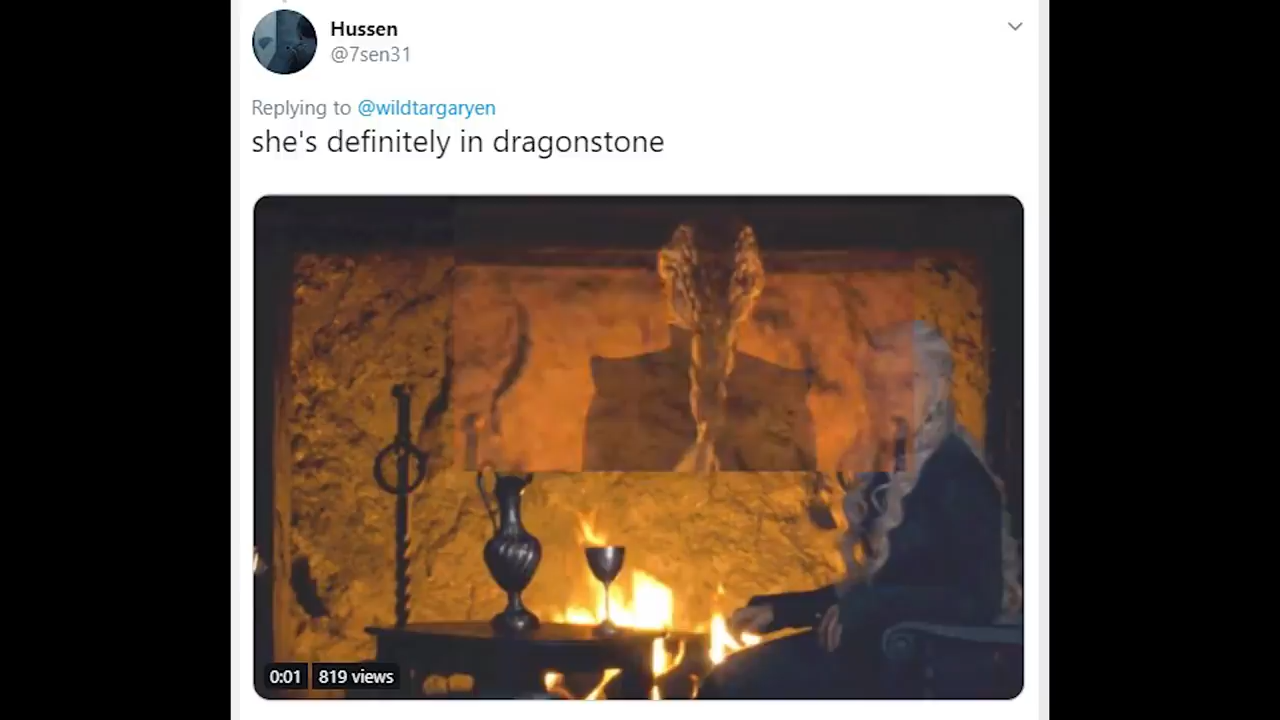 Hussen
@7sen31
Replying to @wildtargaryen
she's definitely in dragonstone
0:01 819 views